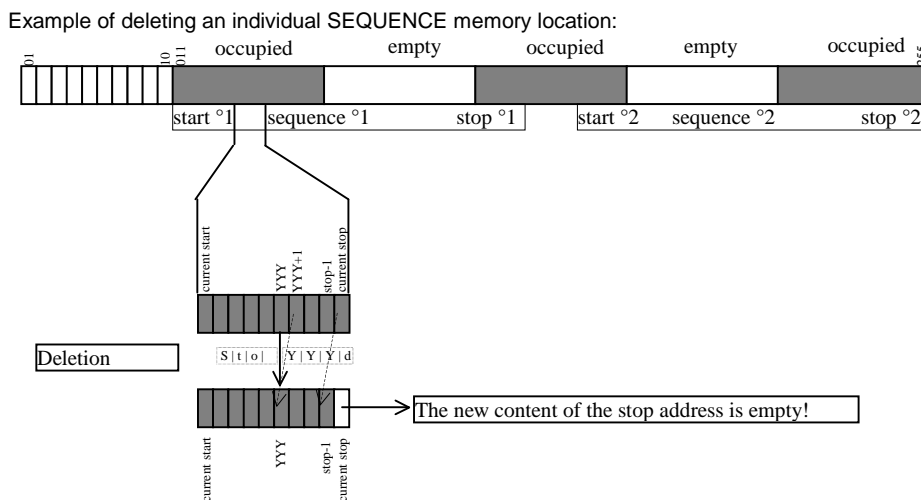 Example of deleting an individual SEQUENCE memory location:
occupied empty occupied empty occupied
01 10 011 255
start °1 sequence °1 stop °1 start °2 sequence °2 stop °2
current start YYY YYY+1 stop-1 current stop
Deletion S | t | o | Y | Y | Y | d
The new content of the stop address is empty!
current start YYY stop-1 current stop